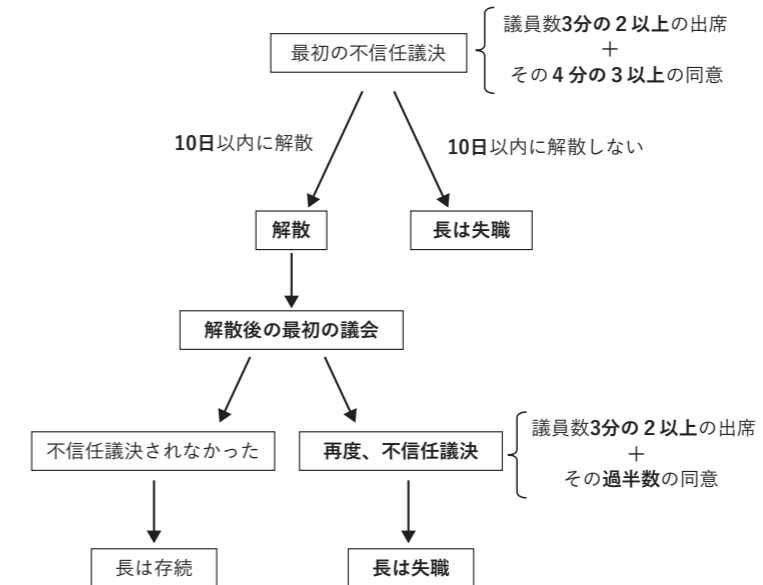 最初の不信任議決
議員数3分の２以上の出席
＋
その４分の３以上の同意
10日以内に解散
10日以内に解散しない
解散
長は失職
解散後の最初の議会
不信任議決されなかった
再度、不信任議決
議員数3分の２以上の出席
＋
その過半数の同意
長は存続
長は失職